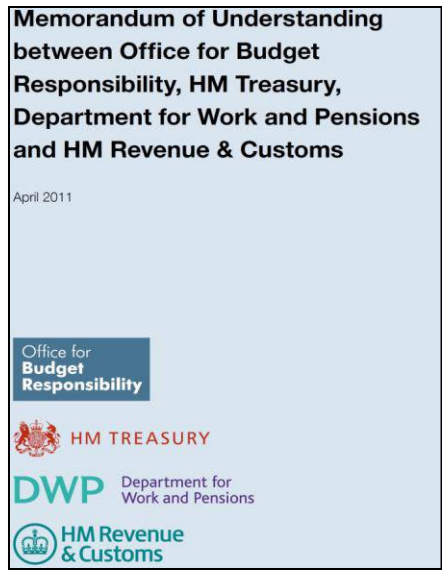 Memorandum of Understanding
between Office for Budget
Responsibility, HM Treasury,
Department for Work and Pensions
and HM Revenue & Customs
April 2011
Office for
Budget
Responsibility
HM TREASURY
DWP Department for
Work and Pensions
HM Revenue
& Customs